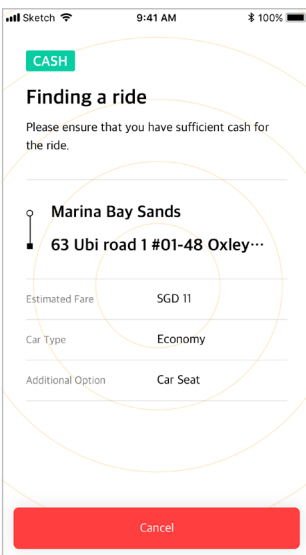 Sketch 9:41 AM 100%
CASH
Finding a ride
Please ensure that you have sufficient cash for
the ride.
Marina Bay Sands
63 Ubi road 1 #01-48 Oxley···
Estimated Fare SGD 11
Car Type Economy
Additional Option Car Seat
Cancel